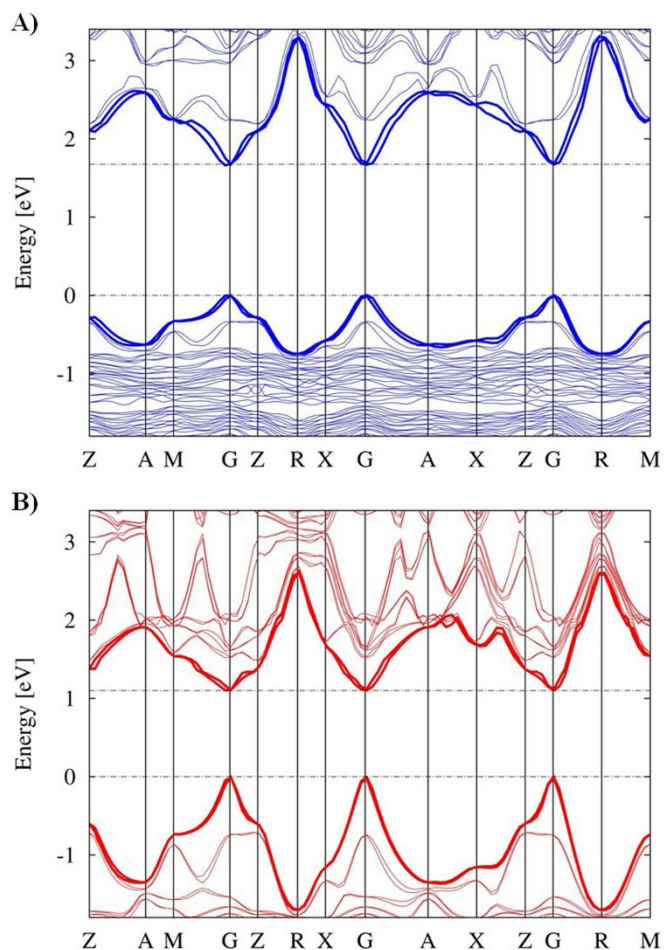 A)
3
2
1
0
-1
Energy [eV]
Z A M G Z R X G A X Z G R M
B)
3
2
1
0
-1
Energy [eV]
Z A M G Z R X G A X Z G R M